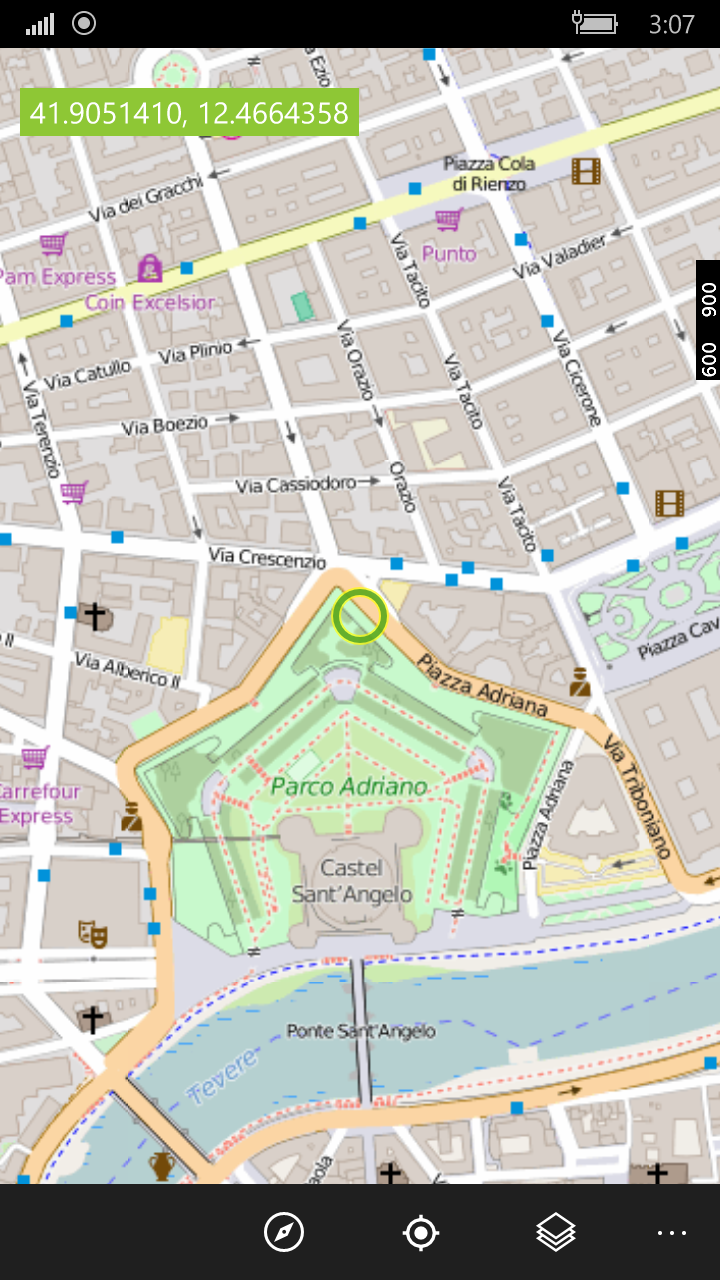 3:07
Ezio
41.9051410, 12.4664358
Piazza Cola
di Rienzo
Via dei Gracchi
Punto
Via Valadier
Via Tacito
Pam Express
Coin Excelsior
900
600
Via Plinio
Via Orazio
Via Catullo
Via Tacito
Via Cicerone
Via Terenzio
Via Boezio
Via Cassiodoro
Orazio
Via Tacito
Via Crescenzio
Piazza Cav
II
Via Alberico II
Piazza Adriana
Carrefour
Express
Parco Adriano
Piazza Adriana
Via Triboniano
Castel
Sant'Angelo
Ponte Sant'Angelo
Tevere
aola